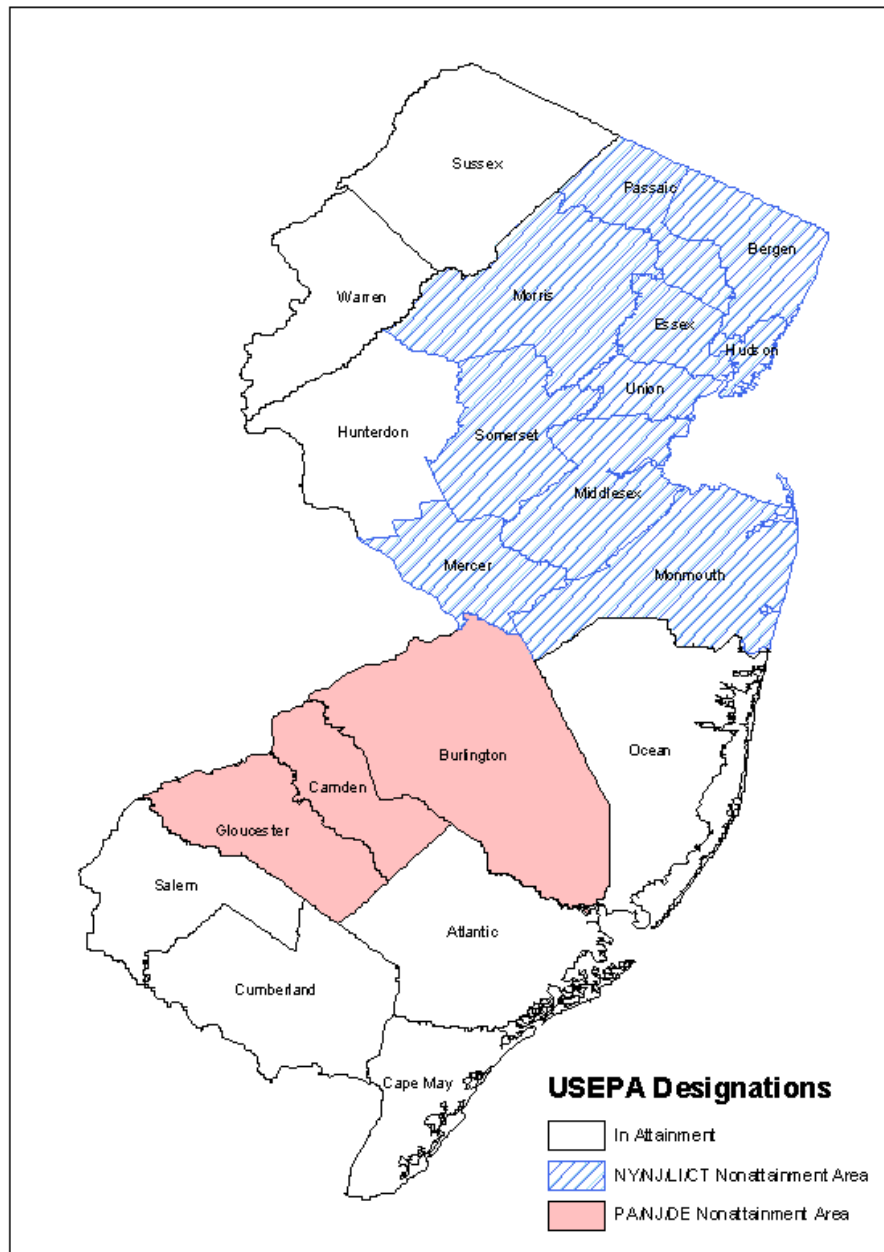 Sussex
Passaic
Bergen
Warren
Morris
Essex
Hudson
Union
Hunterdon
Somerset
Middlesex
Mercer
Monmouth
Burlington
Ocean
Camden
Gloucester
Salem
Atlantic
Cumberland
Cape May
USEPA Designations
In Attainment
NY/NJ/LI/CT Nonattainment Area
PA/NJ/DE Nonattainment Area